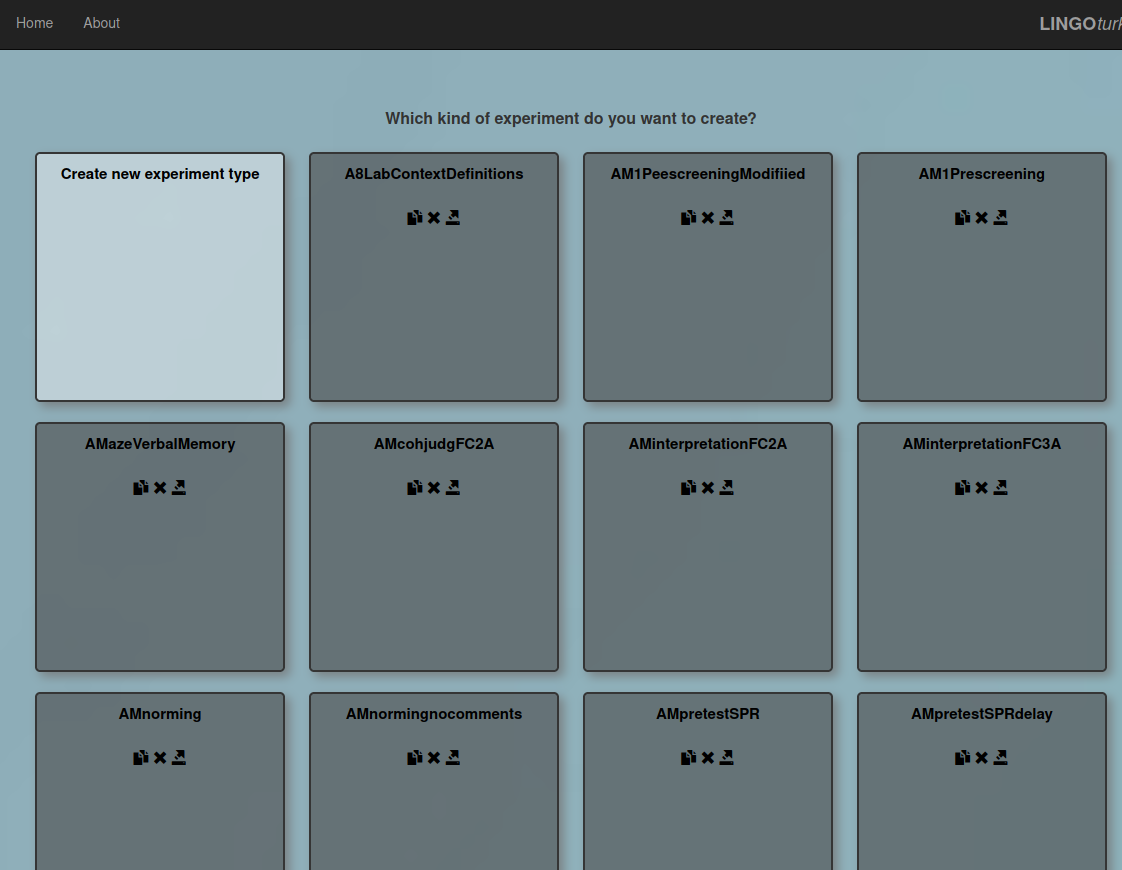 Home About LINGOturk
Which kind of experiment do you want to create?
Create new experiment type A8LabContextDefinitions AM1PeescreeningModifiied AM1Prescreening
AMazeVerbalMemory AMcohjudgFC2A AMinterpretationFC2A AMinterpretationFC3A
AMnorming AMnormingnocomments AMpretestSPR AMpretestSPRdelay